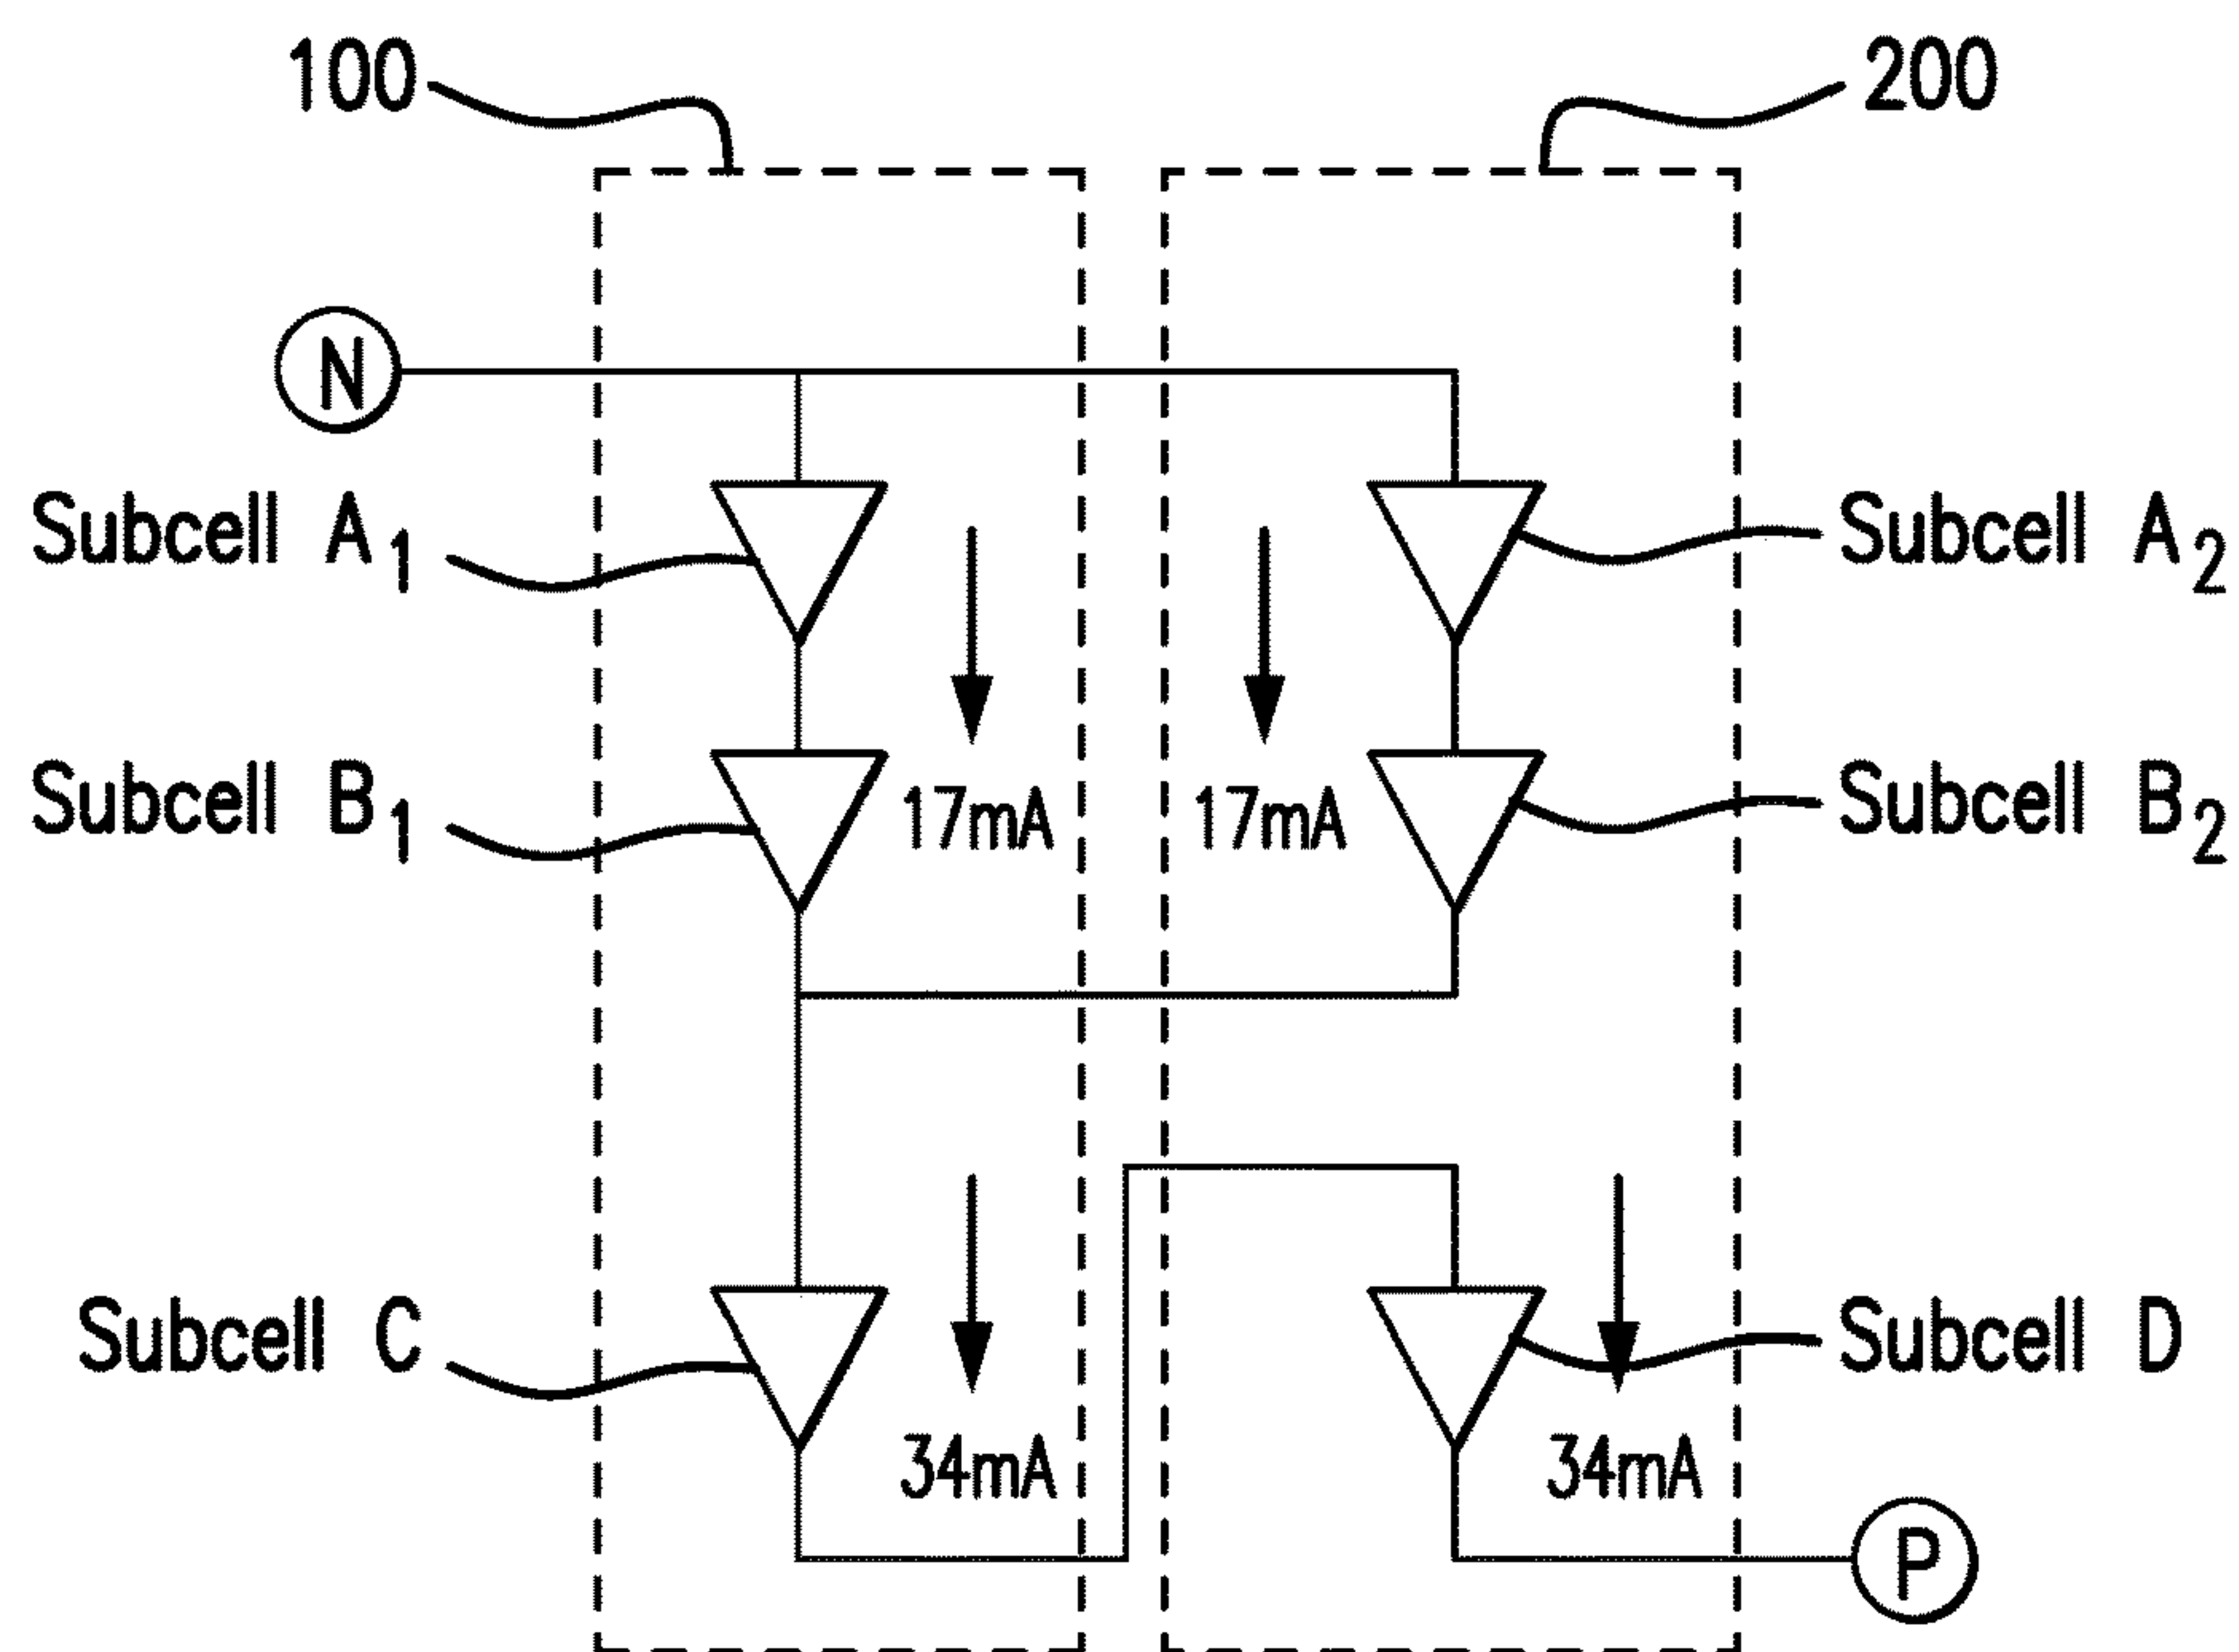 100
200
N
Subcell A1
Subcell A2
Subcell B1
17mA
17mA
Subcell B2
Subcell C
Subcell D
34mA
34mA
P